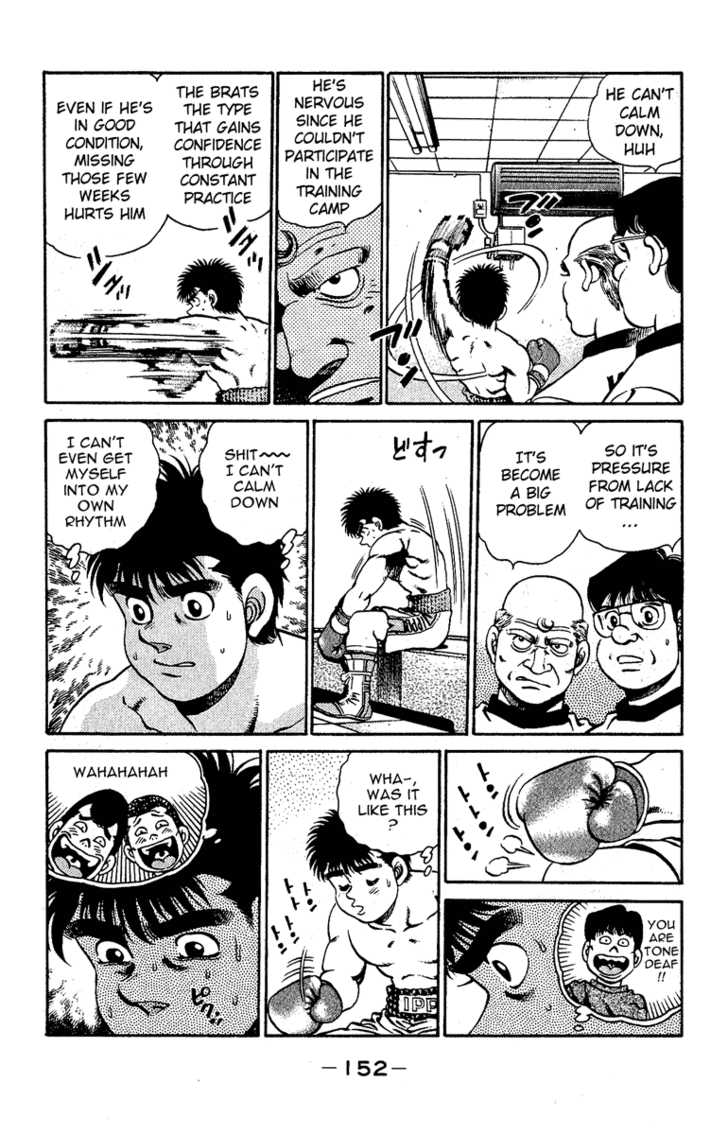 HE CAN'T
CALM
DOWN,
HUH
HE'S
NERVOUS
SINCE HE
COULDN'T
PARTICIPATE
IN THE
TRAINING
CAMP
THE BRATS
THE TYPE
THAT GAINS
CONFIDENCE
THROUGH
CONSTANT
PRACTICE
EVEN IF HE'S
IN GOOD
CONDITION,
MISSING
THOSE FEW
WEEKS
HURTS HIM
SO IT'S
PRESSURE
FROM LACK
OF TRAINING
...
IT'S
BECOME
A BIG
PROBLEM
どすっ
SHIT~~~
I CAN'T
CALM
DOWN
I CAN'T
EVEN GET
MYSELF
INTO MY
OWN
RHYTHM
YOU
ARE
TONE
DEAF
!!
WHA-,
WAS IT
LIKE THIS
?
IPP
WAHAHAHAH
-152-